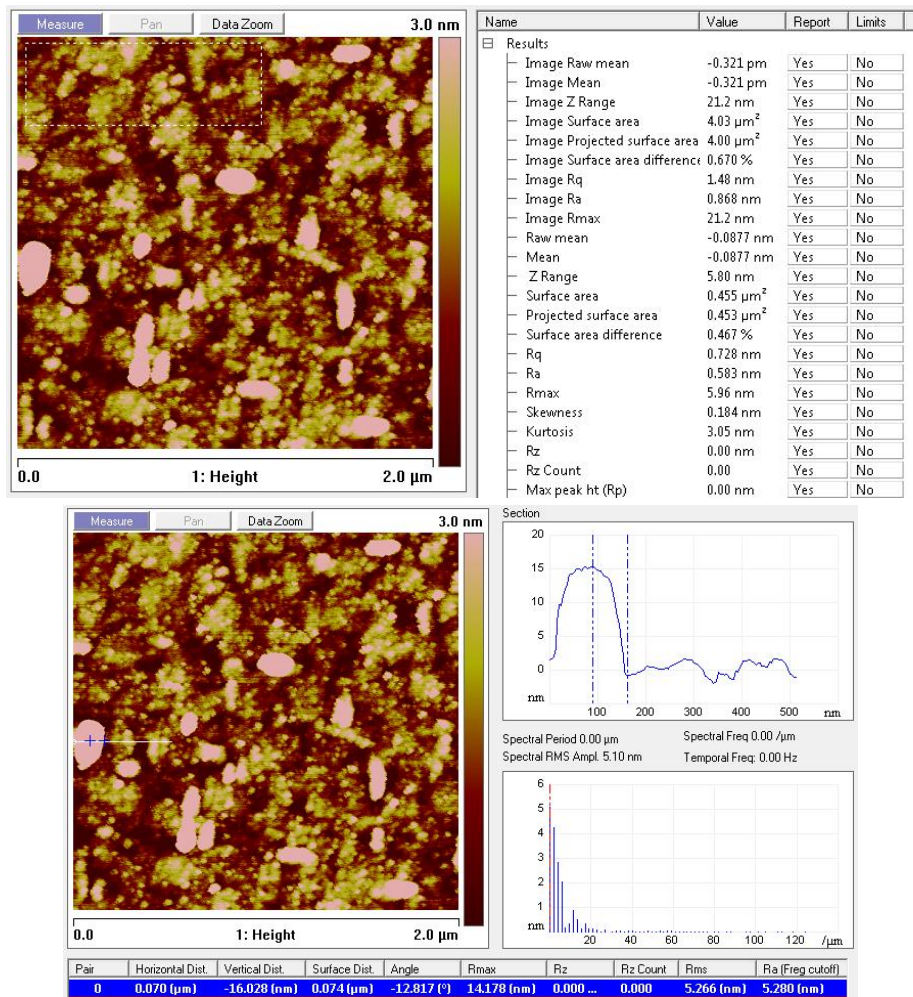 Measure Pan Data Zoom 3.0 nm
0.0 1: Height 2.0 µm
Name Value Report Limits
Results
Image Raw mean -0.321 pm Yes No
Image Mean -0.321 pm Yes No
Image Z Range 21.2 nm Yes No
Image Surface area 4.03 µm² Yes No
Image Projected surface area 4.00 µm² Yes No
Image Surface area difference 0.670 % Yes No
Image Rq 1.48 nm Yes No
Image Ra 0.868 nm Yes No
Image Rmax 21.2 nm Yes No
Raw mean -0.0877 nm Yes No
Mean -0.0877 nm Yes No
Z Range 5.80 nm Yes No
Surface area 0.455 µm² Yes No
Projected surface area 0.453 µm² Yes No
Surface area difference 0.467 % Yes No
Rq 0.728 nm Yes No
Ra 0.583 nm Yes No
Rmax 5.96 nm Yes No
Skewness 0.184 nm Yes No
Kurtosis 3.05 nm Yes No
Rz 0.00 nm Yes No
Rz Count 0.00 Yes No
Max peak ht (Rp) 0.00 nm Yes No
Measure Pan Data Zoom 3.0 nm
0.0 1: Height 2.0 µm
Section
20
15
10
5
0
nm
100 200 300 400 500 nm
Spectral Period 0.00 µm Spectral Freq 0.00 /µm
Spectral RMS Ampl. 5.10 nm Temporal Freq: 0.00 Hz
6
5
4
3
2
1
nm
20 40 60 80 100 120 /µm
Pair Horizontal Dist. Vertical Dist. Surface Dist. Angle Rmax Rz Rz Count Rms Ra (Freg cutoff)
0 0.070 (µm) -16.028 (nm) 0.074 (µm) -12.817 (°) 14.178 (nm) 0.000 ... 0.000 5.266 (nm) 5.280 (nm)